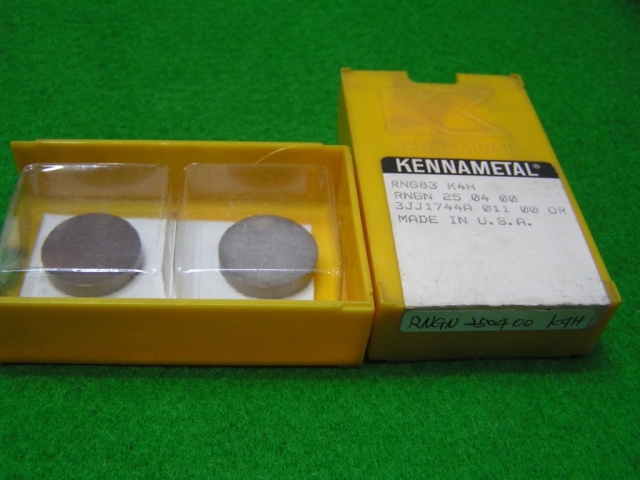 KENNAMETAL®
RNG83 K4H
RNGN 25 04 00
3JJ1744A 011 00 OR
MADE IN U.S.A.
RNGN 250400 K4H